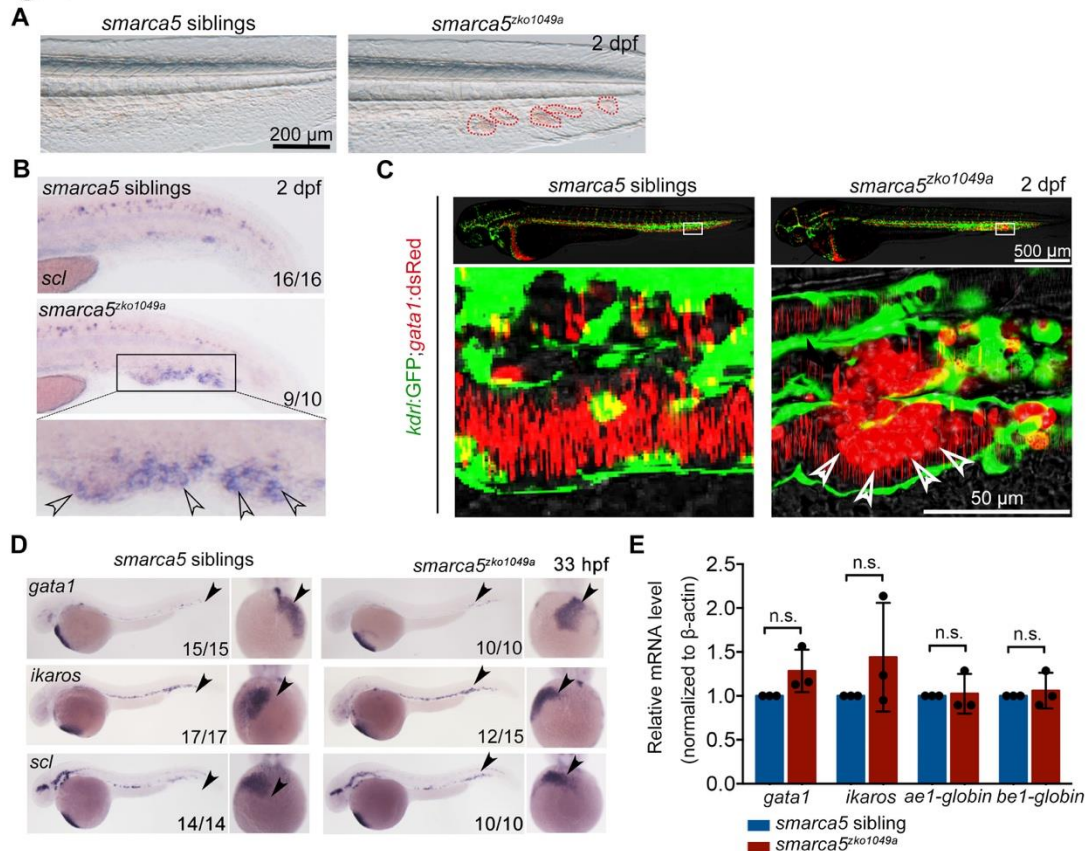 A
smarca5 siblings
smarca5zko1049a
2 dpf
200 µm
B
smarca5 siblings
2 dpf
scl
16/16
smarca5zko1049a
9/10
C
kdrl:GFP;gata1:dsRed
smarca5 siblings
smarca5zko1049a
2 dpf
500 µm
50 µm
D
smarca5 siblings
smarca5zko1049a
33 hpf
gata1
15/15
10/10
ikaros
17/17
12/15
scl
14/14
10/10
E
Relative mRNA level
(normalized to β-actin)
2.5
2.0
1.5
1.0
0.5
0.0
n.s.
n.s.
n.s.
n.s.
gata1
ikaros
ae1-globin
be1-globin
smarca5 sibling
smarca5zko1049a